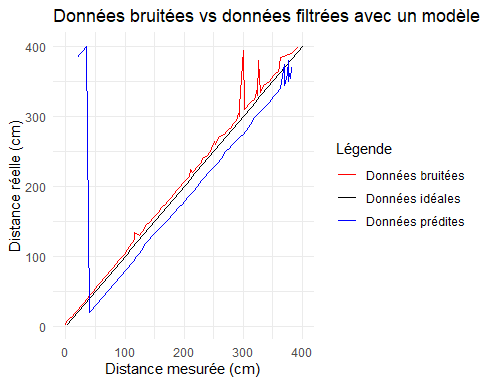 Données bruitées vs données filtrées avec un modèle
400
300
200
100
0
Distance réelle (cm)
0 100 200 300 400
Distance mesurée (cm)
Légende
Données bruitées
Données idéales
Données prédites